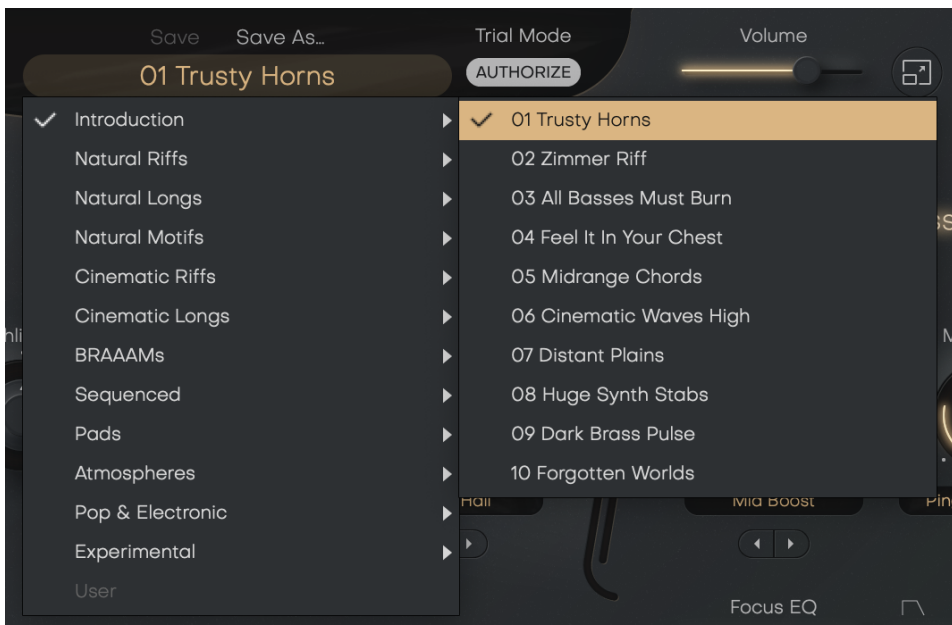 Save Save As... Trial Mode Volume
01 Trusty Horns AUTHORIZE
Introduction
Natural Riffs
Natural Longs
Natural Motifs
Cinematic Riffs
Cinematic Longs
BRAAAMs
Sequenced
Pads
Atmospheres
Pop & Electronic
Experimental
User
01 Trusty Horns
02 Zimmer Riff
03 All Basses Must Burn
04 Feel It In Your Chest
05 Midrange Chords
06 Cinematic Waves High
07 Distant Plains
08 Huge Synth Stabs
09 Dark Brass Pulse
10 Forgotten Worlds
Hall Mid Boost
Focus EQ